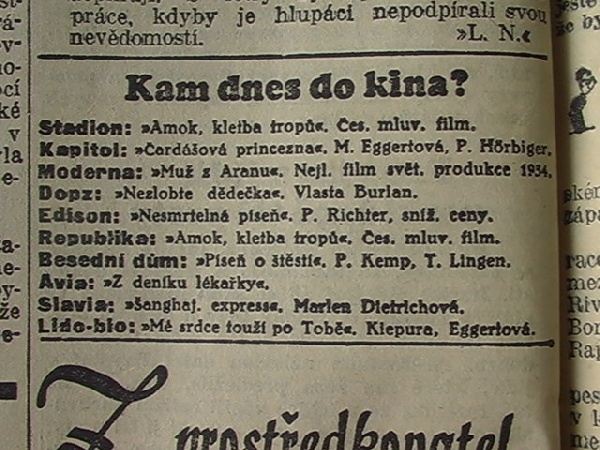 práce, kdyby je hlupáci nepodpírali svou
nevědomostí. »L. N.«
Kam dnes do kina?
Stadion: »Amok, kletba tropů«. Čes. mluv. film.
Kapitol: »Čardášová princezna«. M. Eggertová, P. Hörbiger.
Moderna: »Muž z Aranu«. Nejl. film svět. produkce 1934.
Dopz: »Nezlobte dědečka«. Vlasta Burian.
Edison: »Nesmrtelná píseň«. P. Richter, sníž. ceny.
Republika: »Amok, kletba tropů«. Čes. mluv. film.
Besední dům: »Píseň o štěstí«. P. Kemp, T. Lingen.
Avia: »Z deníku lékařky«.
Slavia: »Šanghaj. express«. Marlen Dietrichová.
Lido-bio: »Mé srdce touží po Tobě«. Kiepura, Eggertová.
prostředkovatel